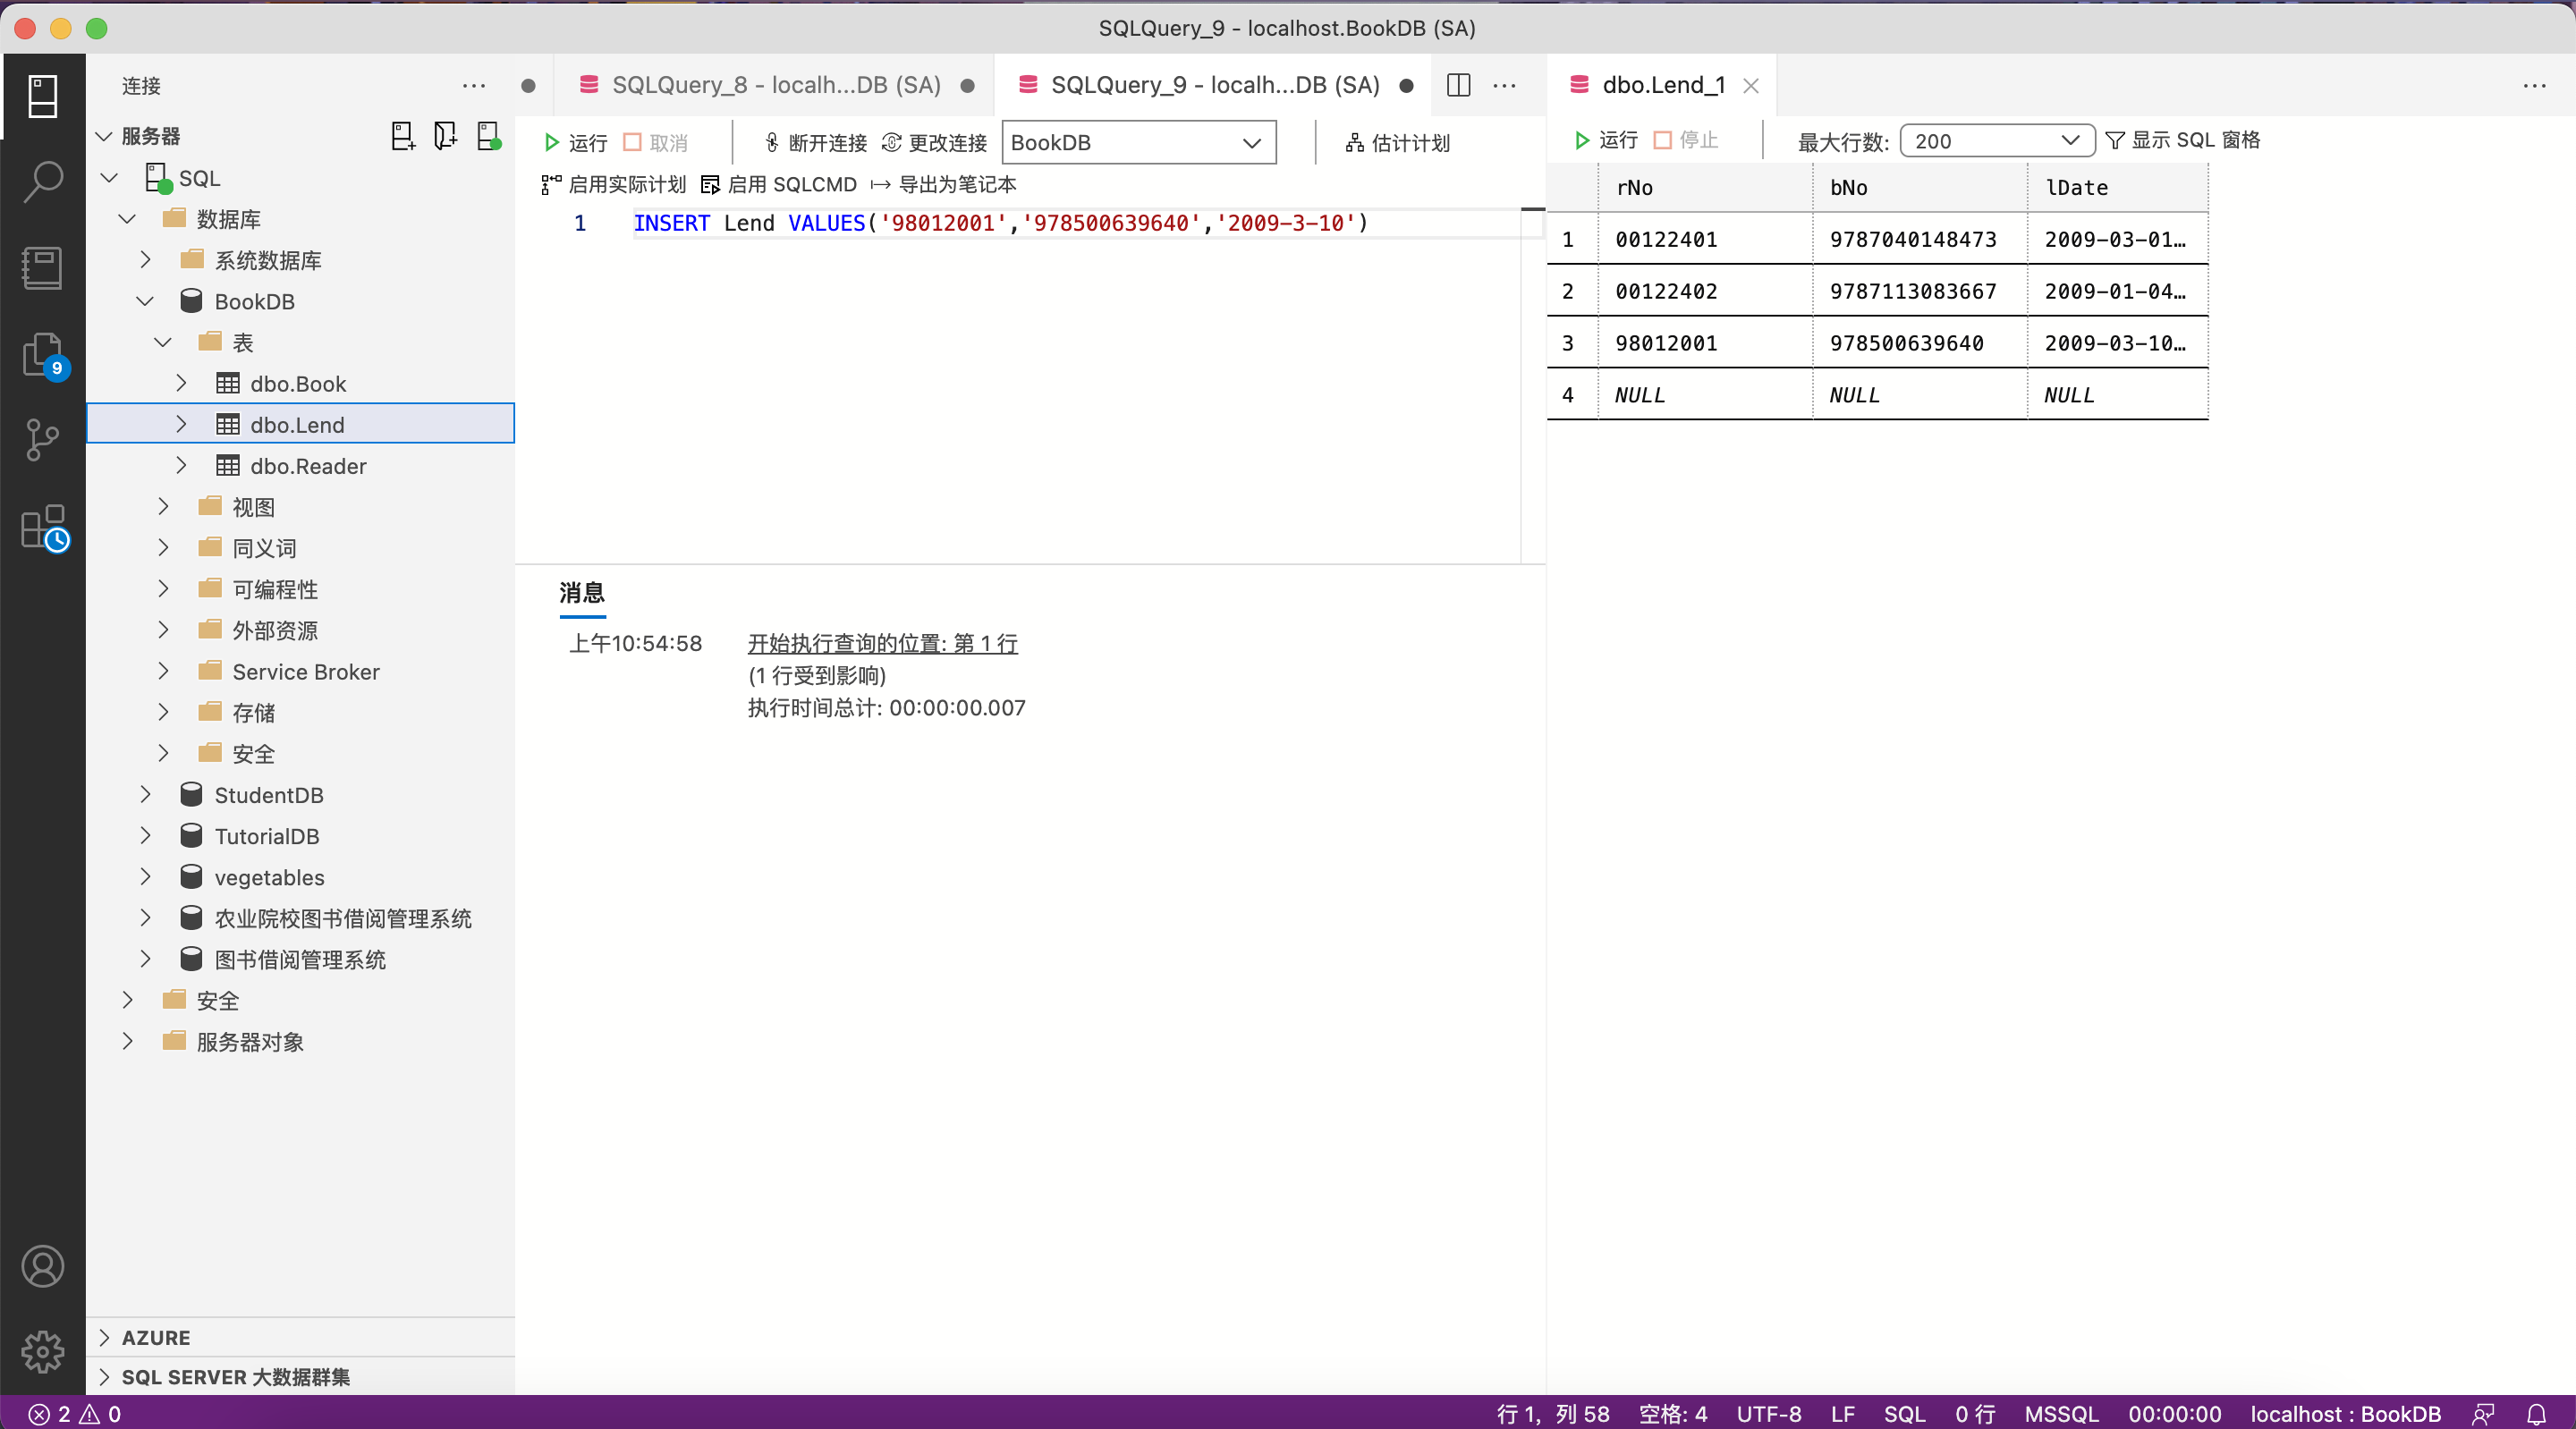 SQLQuery_9 - localhost.BookDB (SA)
连接
服务器
SQL
数据库
系统数据库
BookDB
表
dbo.Book
dbo.Lend
dbo.Reader
视图
同义词
可编程性
外部资源
Service Broker
存储
安全
StudentDB
TutorialDB
vegetables
农业院校图书借阅管理系统
图书借阅管理系统
安全
服务器对象
AZURE
SQL SERVER 大数据群集
9
SQLQuery_8 - localh...DB (SA)
SQLQuery_9 - localh...DB (SA)
运行 取消 断开连接 更改连接 BookDB 估计计划
启用实际计划 启用 SQLCMD 导出为笔记本
1 INSERT Lend VALUES('98012001','978500639640','2009-3-10')
消息
上午10:54:58 开始执行查询的位置: 第 1 行
(1 行受到影响)
执行时间总计: 00:00:00.007
dbo.Lend_1
运行 停止 最大行数: 200 显示 SQL 窗格
rNo bNo lDate
1 00122401 9787040148473 2009-03-01…
2 00122402 9787113083667 2009-01-04…
3 98012001 978500639640 2009-03-10…
4 NULL NULL NULL
2 0 行 1，列 58 空格: 4 UTF-8 LF SQL 0 行 MSSQL 00:00:00 localhost : BookDB